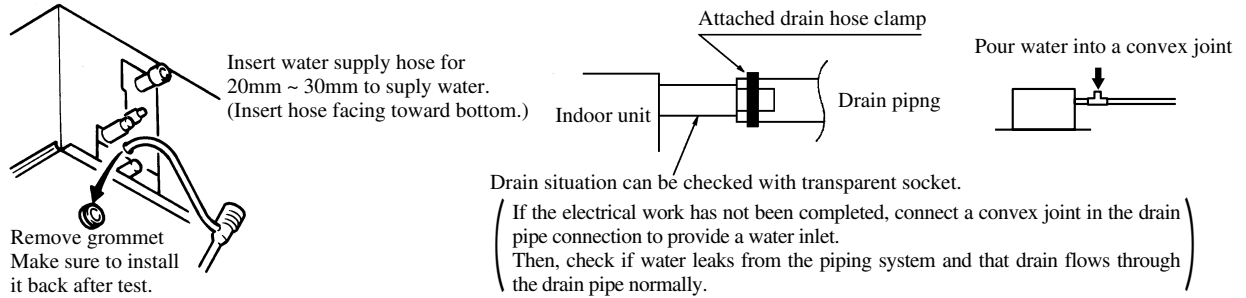 Insert water supply hose for
20mm ~ 30mm to suply water.
(Insert hose facing toward bottom.)
Remove grommet
Make sure to install
it back after test.
Attached drain hose clamp
Indoor unit
Drain pipng
Pour water into a convex joint
Drain situation can be checked with transparent socket.
If the electrical work has not been completed, connect a convex joint in the drain
pipe connection to provide a water inlet.
Then, check if water leaks from the piping system and that drain flows through
the drain pipe normally.